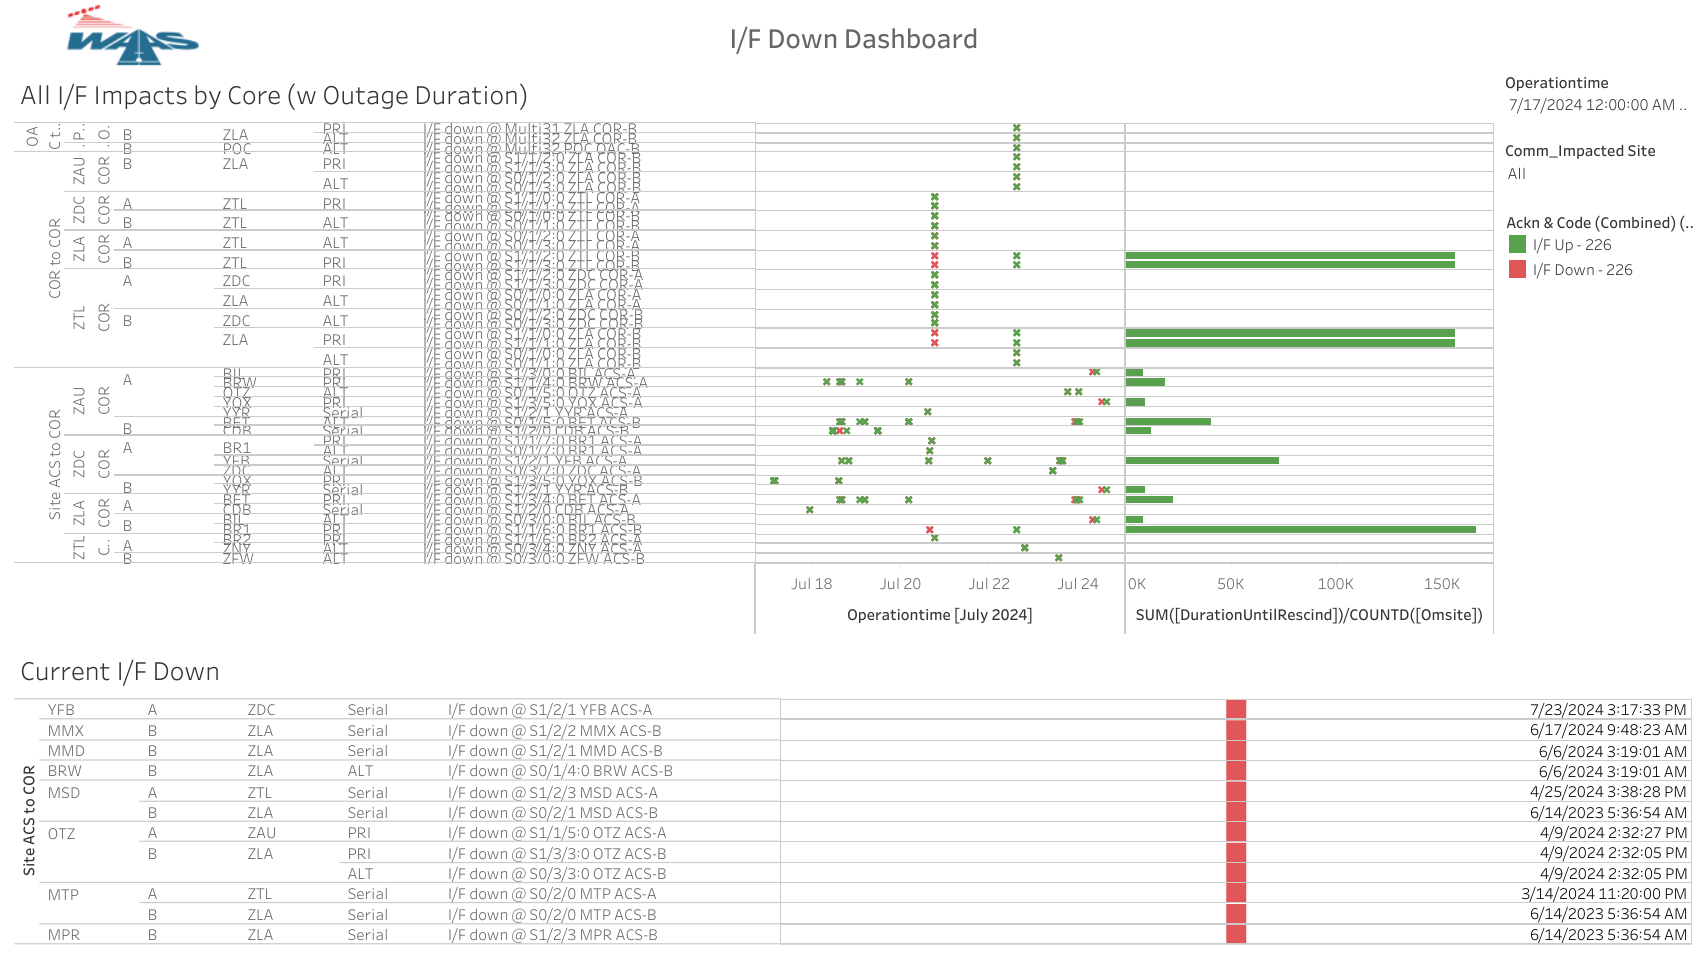 WAAS
I/F Down Dashboard
All I/F Impacts by Core (w Outage Duration)
Operationtime
7/17/2024 12:00:00 AM ..
Comm_Impacted Site
All
Ackn & Code (Combined) (..
I/F Up - 226
I/F Down - 226
OA C t.. .P.. .O. B ZLA PRI I/F down @ Multi31 ZLA COR-B
ALT I/F down @ Multi32 ZLA COR-B
B POC ALT I/F down @ Multi32 POC OAC-B
COR to COR
ZAU COR B ZLA PRI I/F down @ S1/1/2:0 ZLA COR-B
I/F down @ S1/1/3:0 ZLA COR-B
ALT I/F down @ S0/1/2:0 ZLA COR-B
I/F down @ S0/1/3:0 ZLA COR-B
ZDC COR A ZTL PRI I/F down @ S1/1/0:0 ZTL COR-A
I/F down @ S1/1/1:0 ZTL COR-A
B ZTL ALT I/F down @ S0/1/0:0 ZTL COR-B
I/F down @ S0/1/1:0 ZTL COR-B
ZLA COR A ZTL ALT I/F down @ S0/1/2:0 ZTL COR-A
I/F down @ S0/1/3:0 ZTL COR-A
B ZTL PRI I/F down @ S1/1/2:0 ZTL COR-B
I/F down @ S1/1/3:0 ZTL COR-B
ZTL COR A ZDC PRI I/F down @ S1/1/2:0 ZDC COR-A
I/F down @ S1/1/3:0 ZDC COR-A
ZLA ALT I/F down @ S0/1/0:0 ZLA COR-A
I/F down @ S0/1/1:0 ZLA COR-A
B ZDC ALT I/F down @ S0/1/2:0 ZDC COR-B
I/F down @ S0/1/3:0 ZDC COR-B
ZLA PRI I/F down @ S1/1/0:0 ZLA COR-B
I/F down @ S1/1/1:0 ZLA COR-B
ALT I/F down @ S0/1/0:0 ZLA COR-B
I/F down @ S0/1/1:0 ZLA COR-B
Site ACS to COR
ZAU COR A BIL PRI I/F down @ S1/3/0:0 BIL ACS-A
BRW PRI I/F down @ S1/1/4:0 BRW ACS-A
OTZ ALT I/F down @ S0/1/5:0 OTZ ACS-A
YQX PRI I/F down @ S1/3/5:0 YQX ACS-A
YYR Serial I/F down @ S1/2/1 YYR ACS-A
B BET ALT I/F down @ S0/1/5:0 BET ACS-B
CDB Serial I/F down @ S1/2/0 CDB ACS-B
ZDC COR A BR1 PRI I/F down @ S1/1/7:0 BR1 ACS-A
ALT I/F down @ S0/1/7:0 BR1 ACS-A
YFB Serial I/F down @ S1/2/1 YFB ACS-A
ZDC ALT I/F down @ S0/3/7:0 ZDC ACS-A
B YQX PRI I/F down @ S1/3/5:0 YQX ACS-B
YYR Serial I/F down @ S1/2/1 YYR ACS-B
ZLA COR A BET PRI I/F down @ S1/3/4:0 BET ACS-A
CDB Serial I/F down @ S1/2/0 CDB ACS-A
B BIL ALT I/F down @ S0/3/0:0 BIL ACS-B
BR1 PRI I/F down @ S1/1/6:0 BR1 ACS-B
ZTL C.. A BR2 PRI I/F down @ S1/1/6:0 BR2 ACS-A
ZNY ALT I/F down @ S0/3/4:0 ZNY ACS-A
B ZFW ALT I/F down @ S0/3/1:0 ZFW ACS-B
Jul 18 Jul 20 Jul 22 Jul 24 0K 50K 100K 150K
Operationtime [July 2024] SUM([DurationUntilRescind])/COUNTD([Omsite])
Current I/F Down
Site ACS to COR
YFB A ZDC Serial I/F down @ S1/2/1 YFB ACS-A 7/23/2024 3:17:33 PM
MMX B ZLA Serial I/F down @ S1/2/2 MMX ACS-B 6/17/2024 9:48:23 AM
MMD B ZLA Serial I/F down @ S1/2/1 MMD ACS-B 6/6/2024 3:19:01 AM
BRW B ZLA ALT I/F down @ S0/1/4:0 BRW ACS-B 6/6/2024 3:19:01 AM
MSD A ZTL Serial I/F down @ S1/2/3 MSD ACS-A 4/25/2024 3:38:28 PM
B ZLA Serial I/F down @ S0/2/1 MSD ACS-B 6/14/2023 5:36:54 AM
OTZ A ZAU PRI I/F down @ S1/1/5:0 OTZ ACS-A 4/9/2024 2:32:27 PM
B ZLA PRI I/F down @ S1/3/3:0 OTZ ACS-B 4/9/2024 2:32:05 PM
ALT I/F down @ S0/3/3:0 OTZ ACS-B 4/9/2024 2:32:05 PM
MTP A ZTL Serial I/F down @ S0/2/0 MTP ACS-A 3/14/2024 11:20:00 PM
B ZLA Serial I/F down @ S0/2/0 MTP ACS-B 6/14/2023 5:36:54 AM
MPR B ZLA Serial I/F down @ S1/2/3 MPR ACS-B 6/14/2023 5:36:54 AM